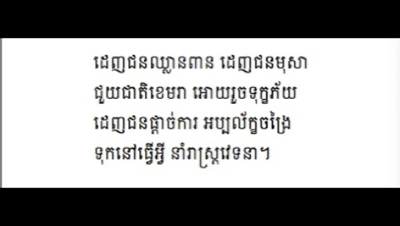 ដេញជនឈ្លានពាន ដេញជនមុសា
ជួយជាតិខេមរា អោយរួចទុក្ខភ័យ
ដេញជនផ្ដាច់ការ អប្បល័ក្ខចង្រៃ
ទុកនៅធ្វើអ្វី នាំរាស្ត្រវេទនា។